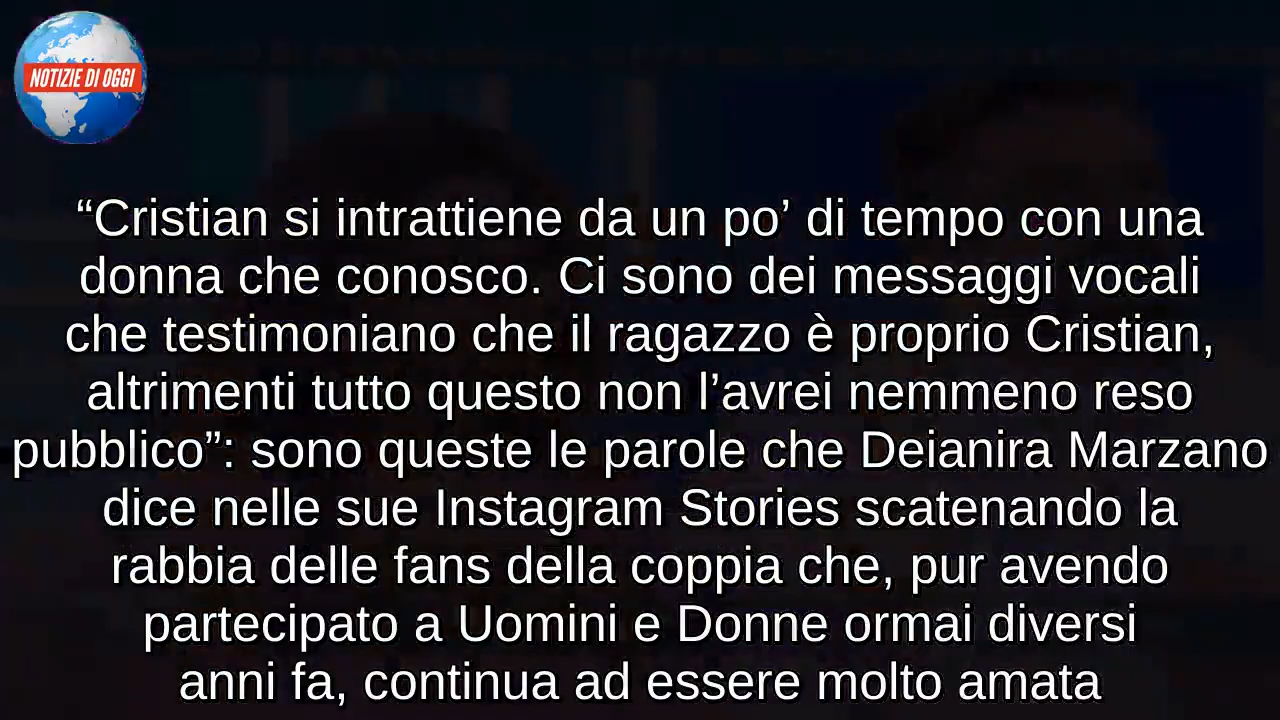 NOTIZIE DI OGGI
“Cristian si intrattiene da un po’ di tempo con una
donna che conosco. Ci sono dei messaggi vocali
che testimoniano che il ragazzo è proprio Cristian,
altrimenti tutto questo non l’avrei nemmeno reso
pubblico”: sono queste le parole che Deianira Marzano
dice nelle sue Instagram Stories scatenando la
rabbia delle fans della coppia che, pur avendo
partecipato a Uomini e Donne ormai diversi
anni fa, continua ad essere molto amata